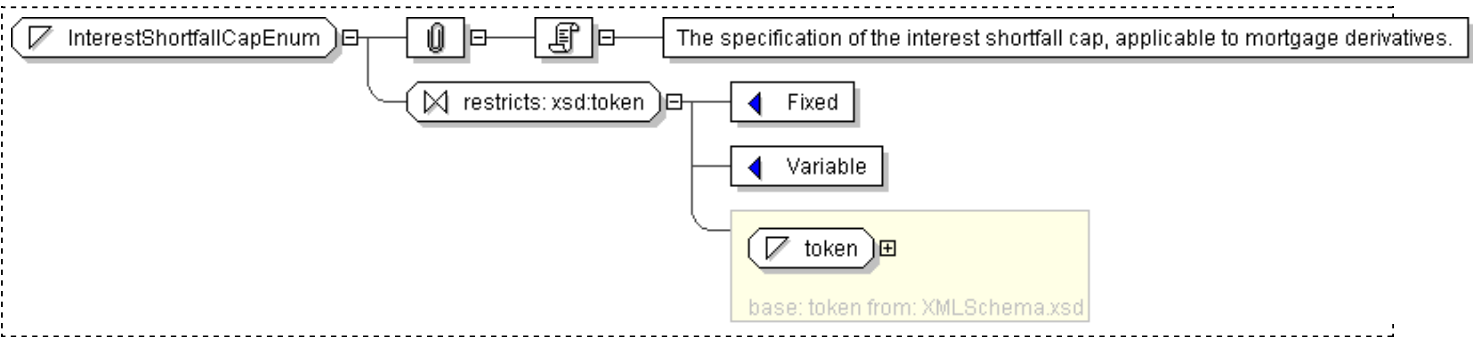 InterestShortfallCapEnum
The specification of the interest shortfall cap, applicable to mortgage derivatives.
restricts: xsd:token
Fixed
Variable
token
base: token from: XMLSchema.xsd